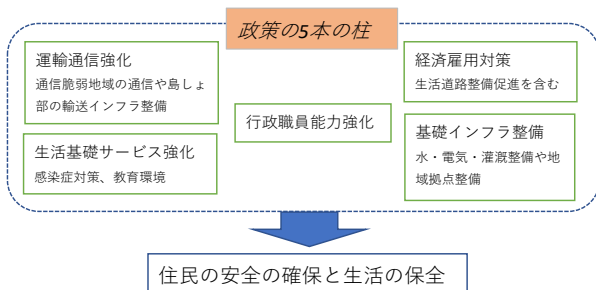 政策の5本の柱
運輸通信強化
通信脆弱地域の通信や島しょ
部の輸送インフラ整備
経済雇用対策
生活道路整備促進を含む
行政職員能力強化
生活基礎サービス強化
感染症対策、教育環境
基礎インフラ整備
水・電気・灌漑整備や地
域拠点整備
住民の安全の確保と生活の保全